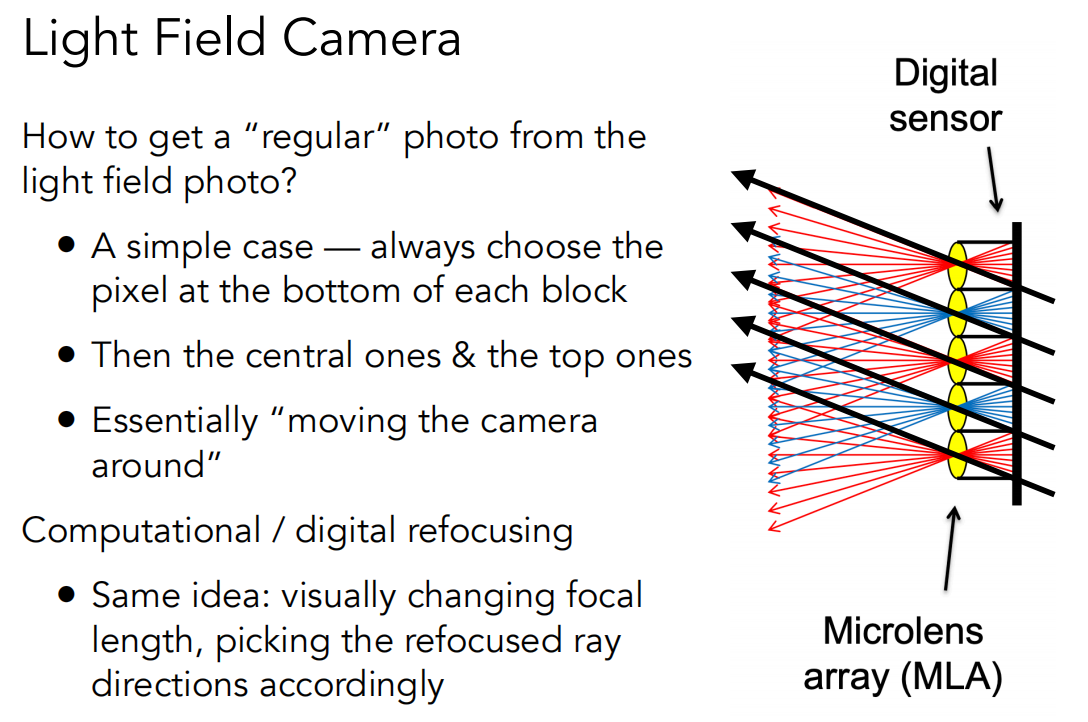 Light Field Camera
How to get a “regular” photo from the
light field photo?
• A simple case — always choose the
pixel at the bottom of each block
• Then the central ones & the top ones
• Essentially “moving the camera
around”
Computational / digital refocusing
• Same idea: visually changing focal
length, picking the refocused ray
directions accordingly
Digital
sensor
Microlens
array (MLA)